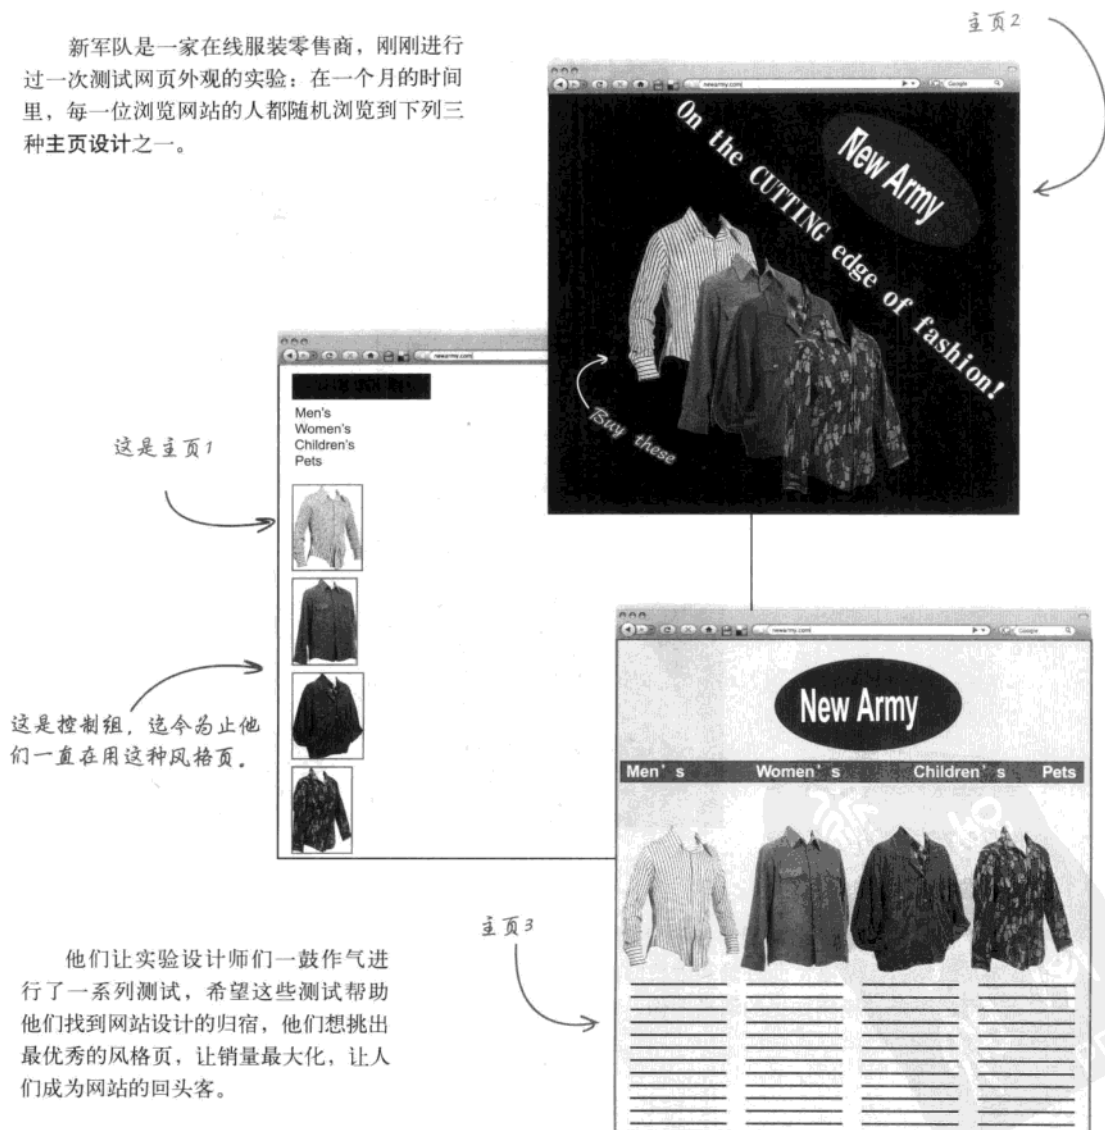 主页2
新军队是一家在线服装零售商，刚刚进行
过一次测试网页外观的实验：在一个月的时间
里，每一位浏览网站的人都随机浏览到下列三
种主页设计之一。
newarmy.com
Google
On the CUTTING edge of fashion!
New Army
Buy these
newarmy.com
Men's
Women's
Children's
Pets
这是主页1
这是控制组，迄今为止他
们一直在用这种风格页。
newarmy.com
Google
New Army
Men's Women's Children's Pets
主页3
他们让实验设计师们一鼓作气进
行了一系列测试，希望这些测试帮助
他们找到网站设计的归宿，他们想挑出
最优秀的风格页，让销量最大化，让人
们成为网站的回头客。